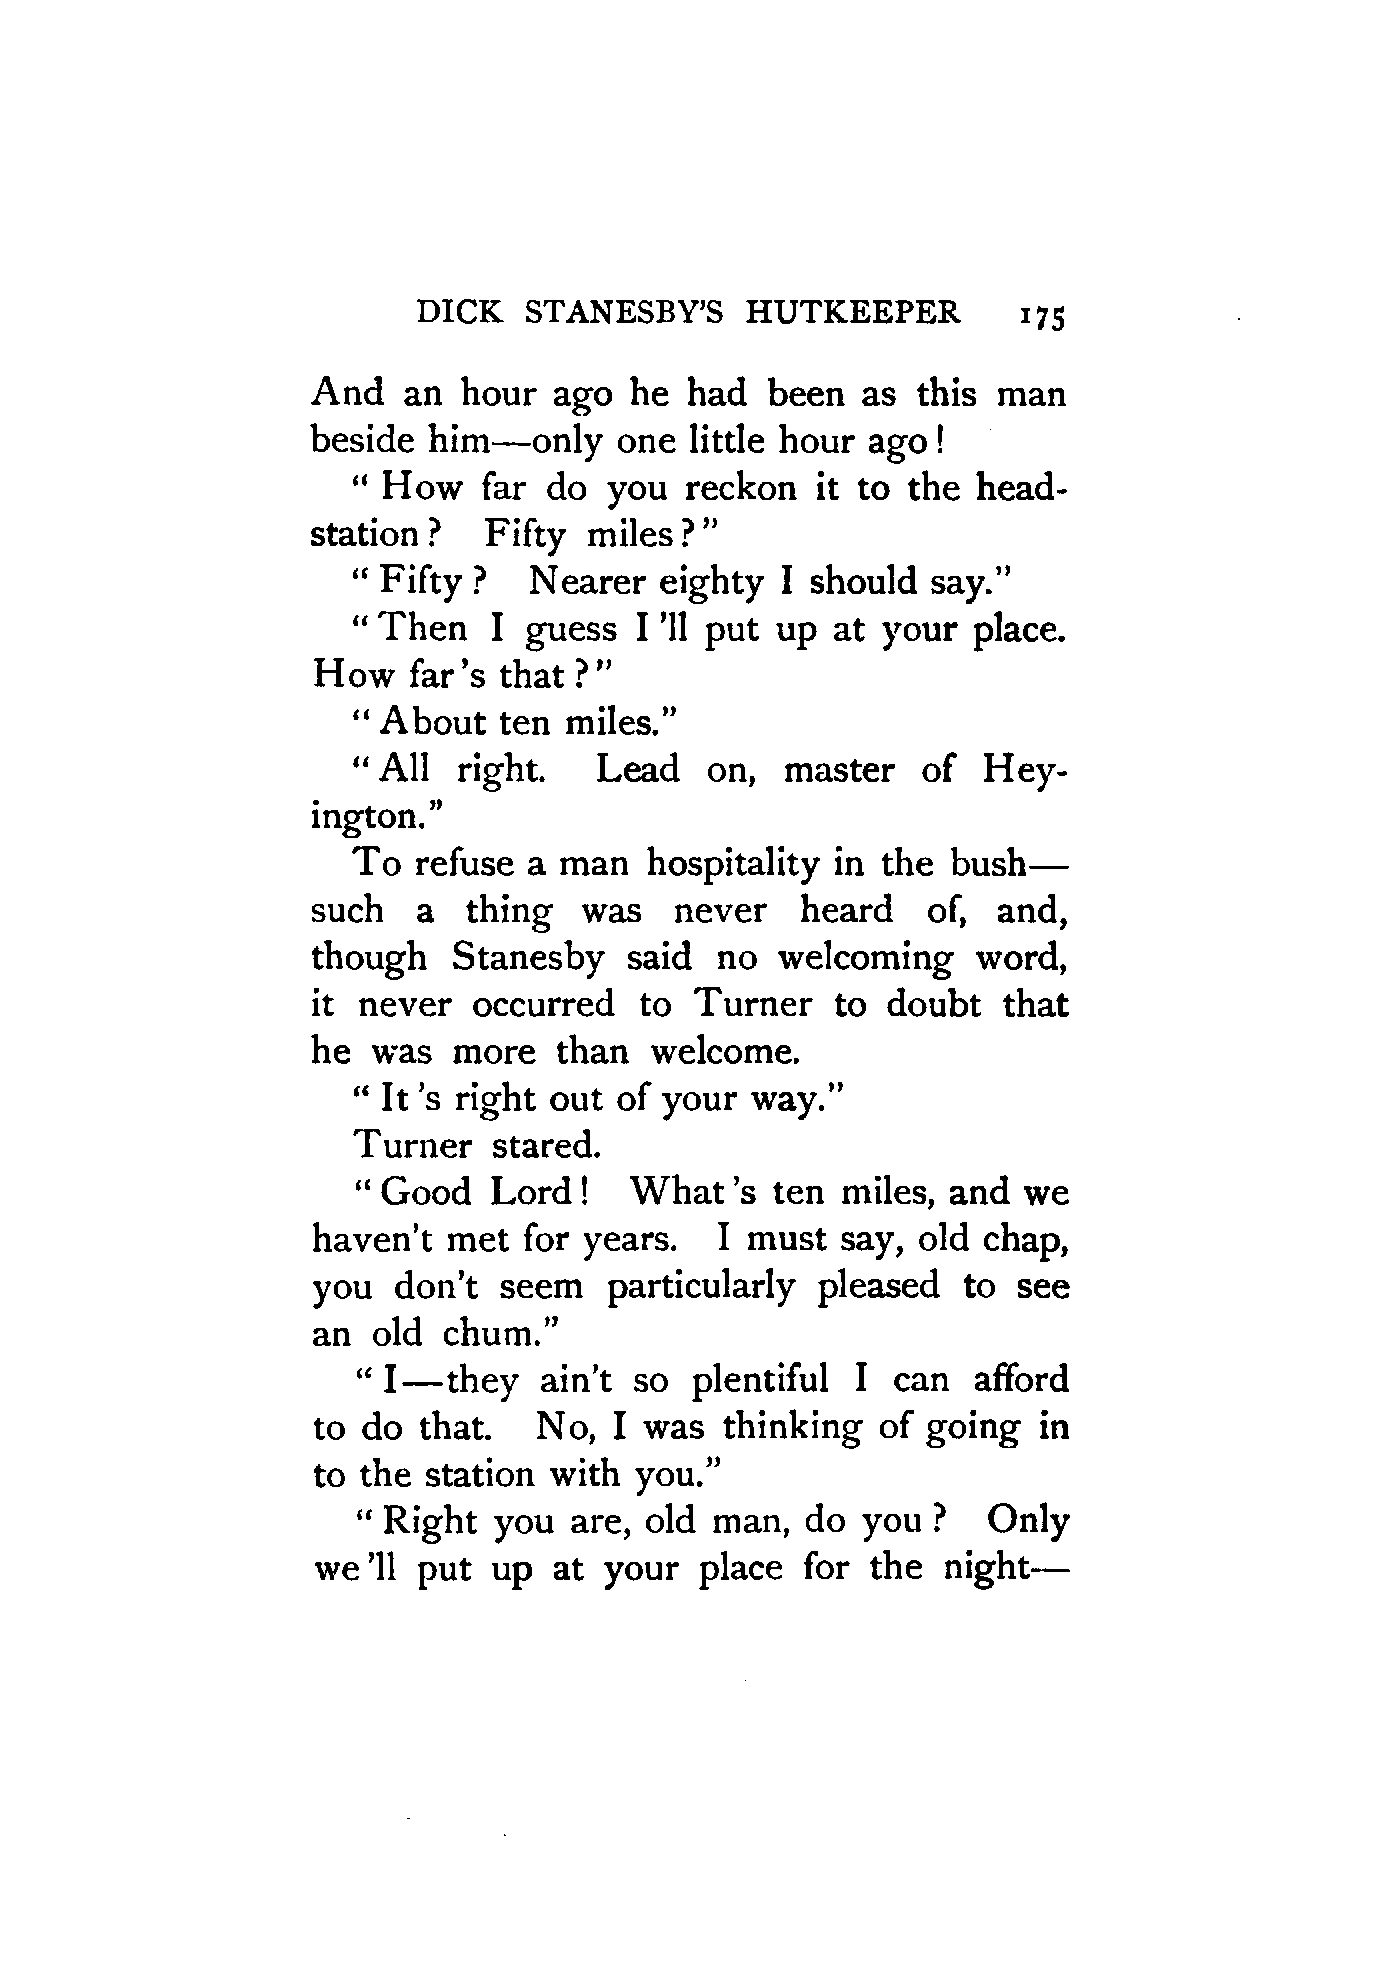 DICK STANESBY'S HUTKEEPER 175
And an hour ago he had been as this man
beside him—only one little hour ago!
"How far do you reckon it to the head-
station? Fifty miles?"
"Fifty? Nearer eighty I should say."
"Then I guess I'll put up at your place.
How far's that?"
"About ten miles."
"All right. Lead on, master of Hey-
ington."
To refuse a man hospitality in the bush—
such a thing was never heard of, and,
though Stanesby said no welcoming word,
it never occurred to Turner to doubt that
he was more than welcome.
"It's right out of your way."
Turner stared.
"Good Lord! What's ten miles, and we
haven't met for years. I must say, old chap,
you don't seem particularly pleased to see
an old chum."
"I—they ain't so plentiful I can afford
to do that. No, I was thinking of going in
to the station with you."
"Right you are, old man, do you? Only
we'll put up at your place for the night—